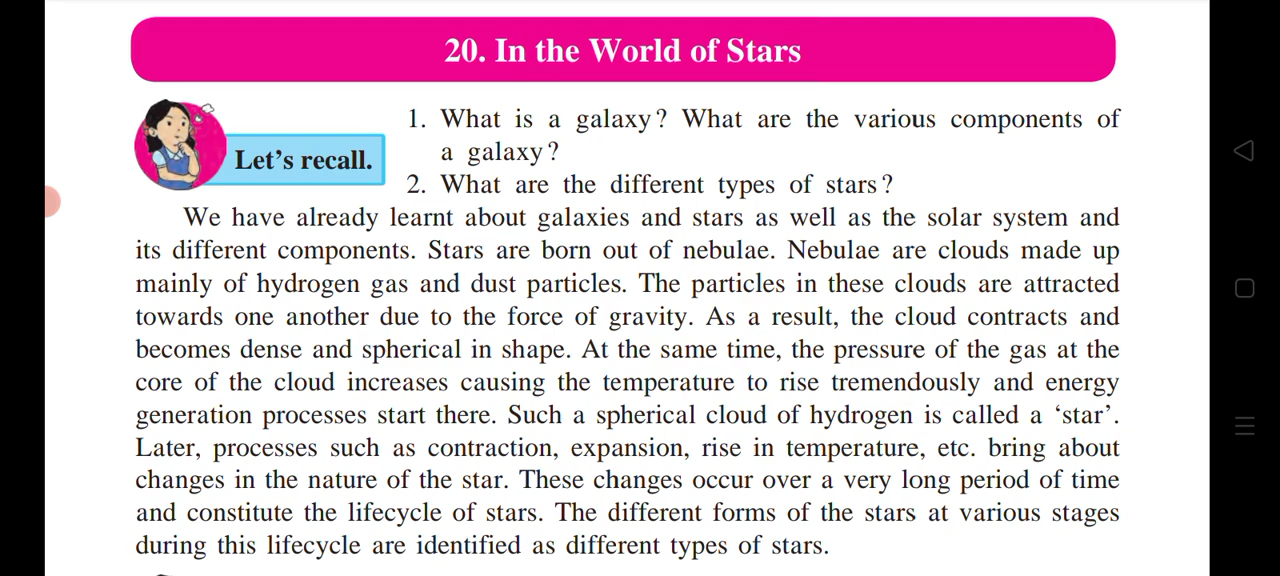 20. In the World of Stars
Let's recall.
1. What is a galaxy? What are the various components of
a galaxy?
2. What are the different types of stars?
We have already learnt about galaxies and stars as well as the solar system and
its different components. Stars are born out of nebulae. Nebulae are clouds made up
mainly of hydrogen gas and dust particles. The particles in these clouds are attracted
towards one another due to the force of gravity. As a result, the cloud contracts and
becomes dense and spherical in shape. At the same time, the pressure of the gas at the
core of the cloud increases causing the temperature to rise tremendously and energy
generation processes start there. Such a spherical cloud of hydrogen is called a ‘star’.
Later, processes such as contraction, expansion, rise in temperature, etc. bring about
changes in the nature of the star. These changes occur over a very long period of time
and constitute the lifecycle of stars. The different forms of the stars at various stages
during this lifecycle are identified as different types of stars.